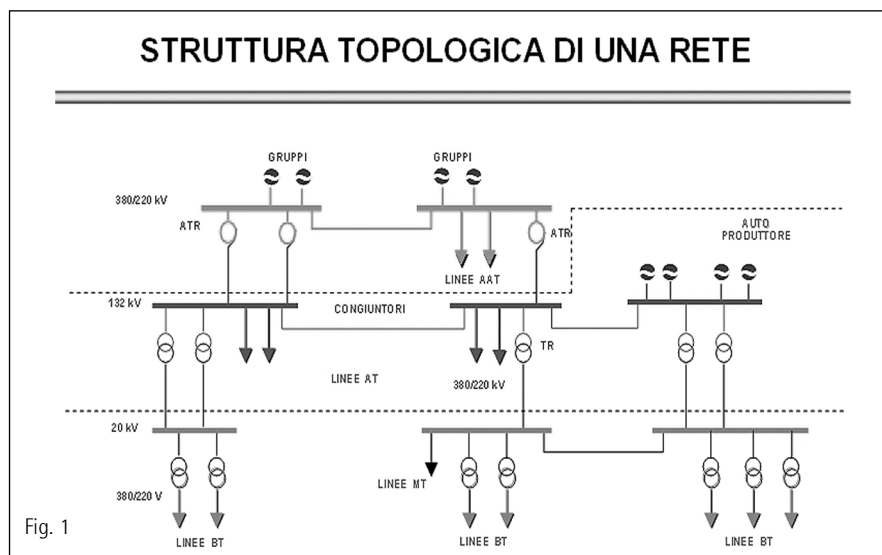 STRUTTURA TOPOLOGICA DI UNA RETE
GRUPPI
GRUPPI
380/220 kV
ATR
ATR
AUTO
PRODUTTORE
LINEE AAT
132 kV
CONGIUNTORI
TR
LINEE AT
380/220 kV
20 kV
LINEE MT
380/220 V
LINEE BT
LINEE BT
LINEE BT
Fig. 1